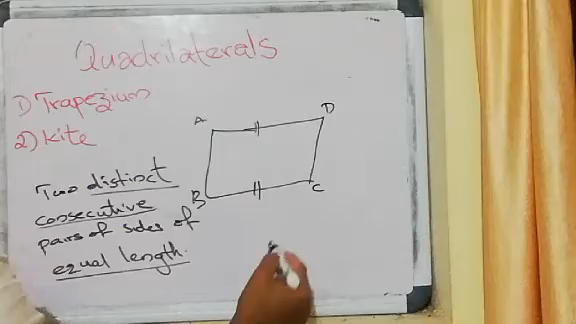 Quadrilaterals
1) Trapezium
2) Kite
Two distinct
consecutive
pairs of sides of
equal length.
A
D
B
C